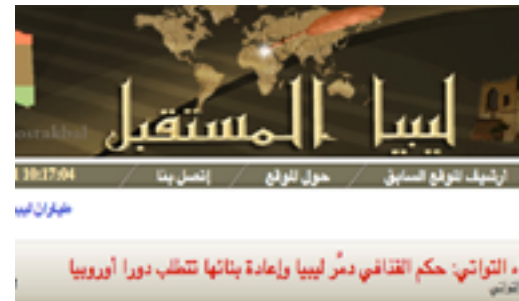 ليبيا المستقبل
أرشيف الموقع السابق / حول الموقع / إتصل بنا / 10:17:04
ء التواتي: حكم القذافي دمَّر ليبيا وإعادة بنائها تتطلب دورا أوروبيا
التواتي